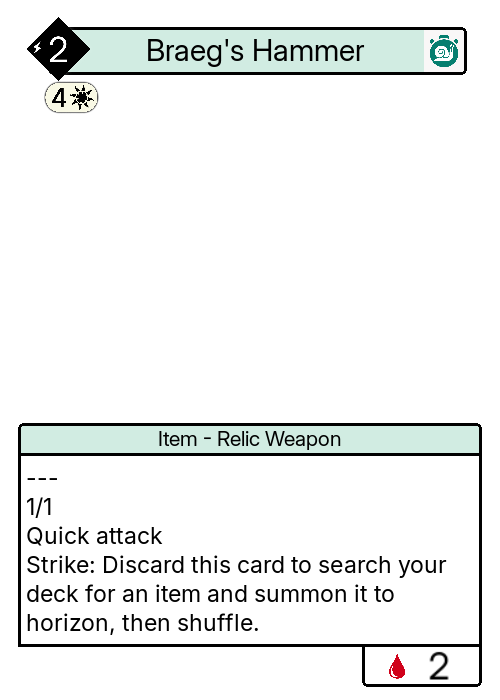 2
Braeg's Hammer
4
Item - Relic Weapon
---
1/1
Quick attack
Strike: Discard this card to search your
deck for an item and summon it to
horizon, then shuffle.
2